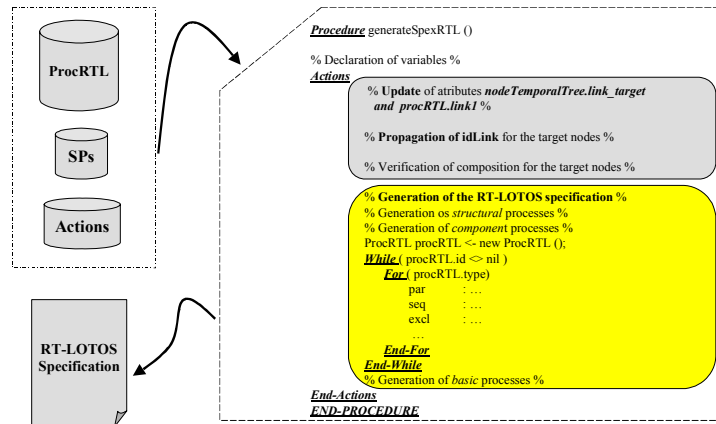 ProcRTL
SPs
Actions
RT-LOTOS
Specification
Procedure generateSpexRTL ()
% Declaration of variables %
Actions
% Update of atributes nodeTemporalTree.link_target
and procRTL.link1 %
% Propagation of idLink for the target nodes %
% Verification of composition for the target nodes %
% Generation of the RT-LOTOS specification %
% Generation os structural processes %
% Generation of component processes %
ProcRTL procRTL <- new ProcRTL ();
While ( procRTL.id <> nil )
For ( procRTL.type)
par : …
seq : …
excl : …
…
End-For
End-While
% Generation of basic processes %
End-Actions
END-PROCEDURE